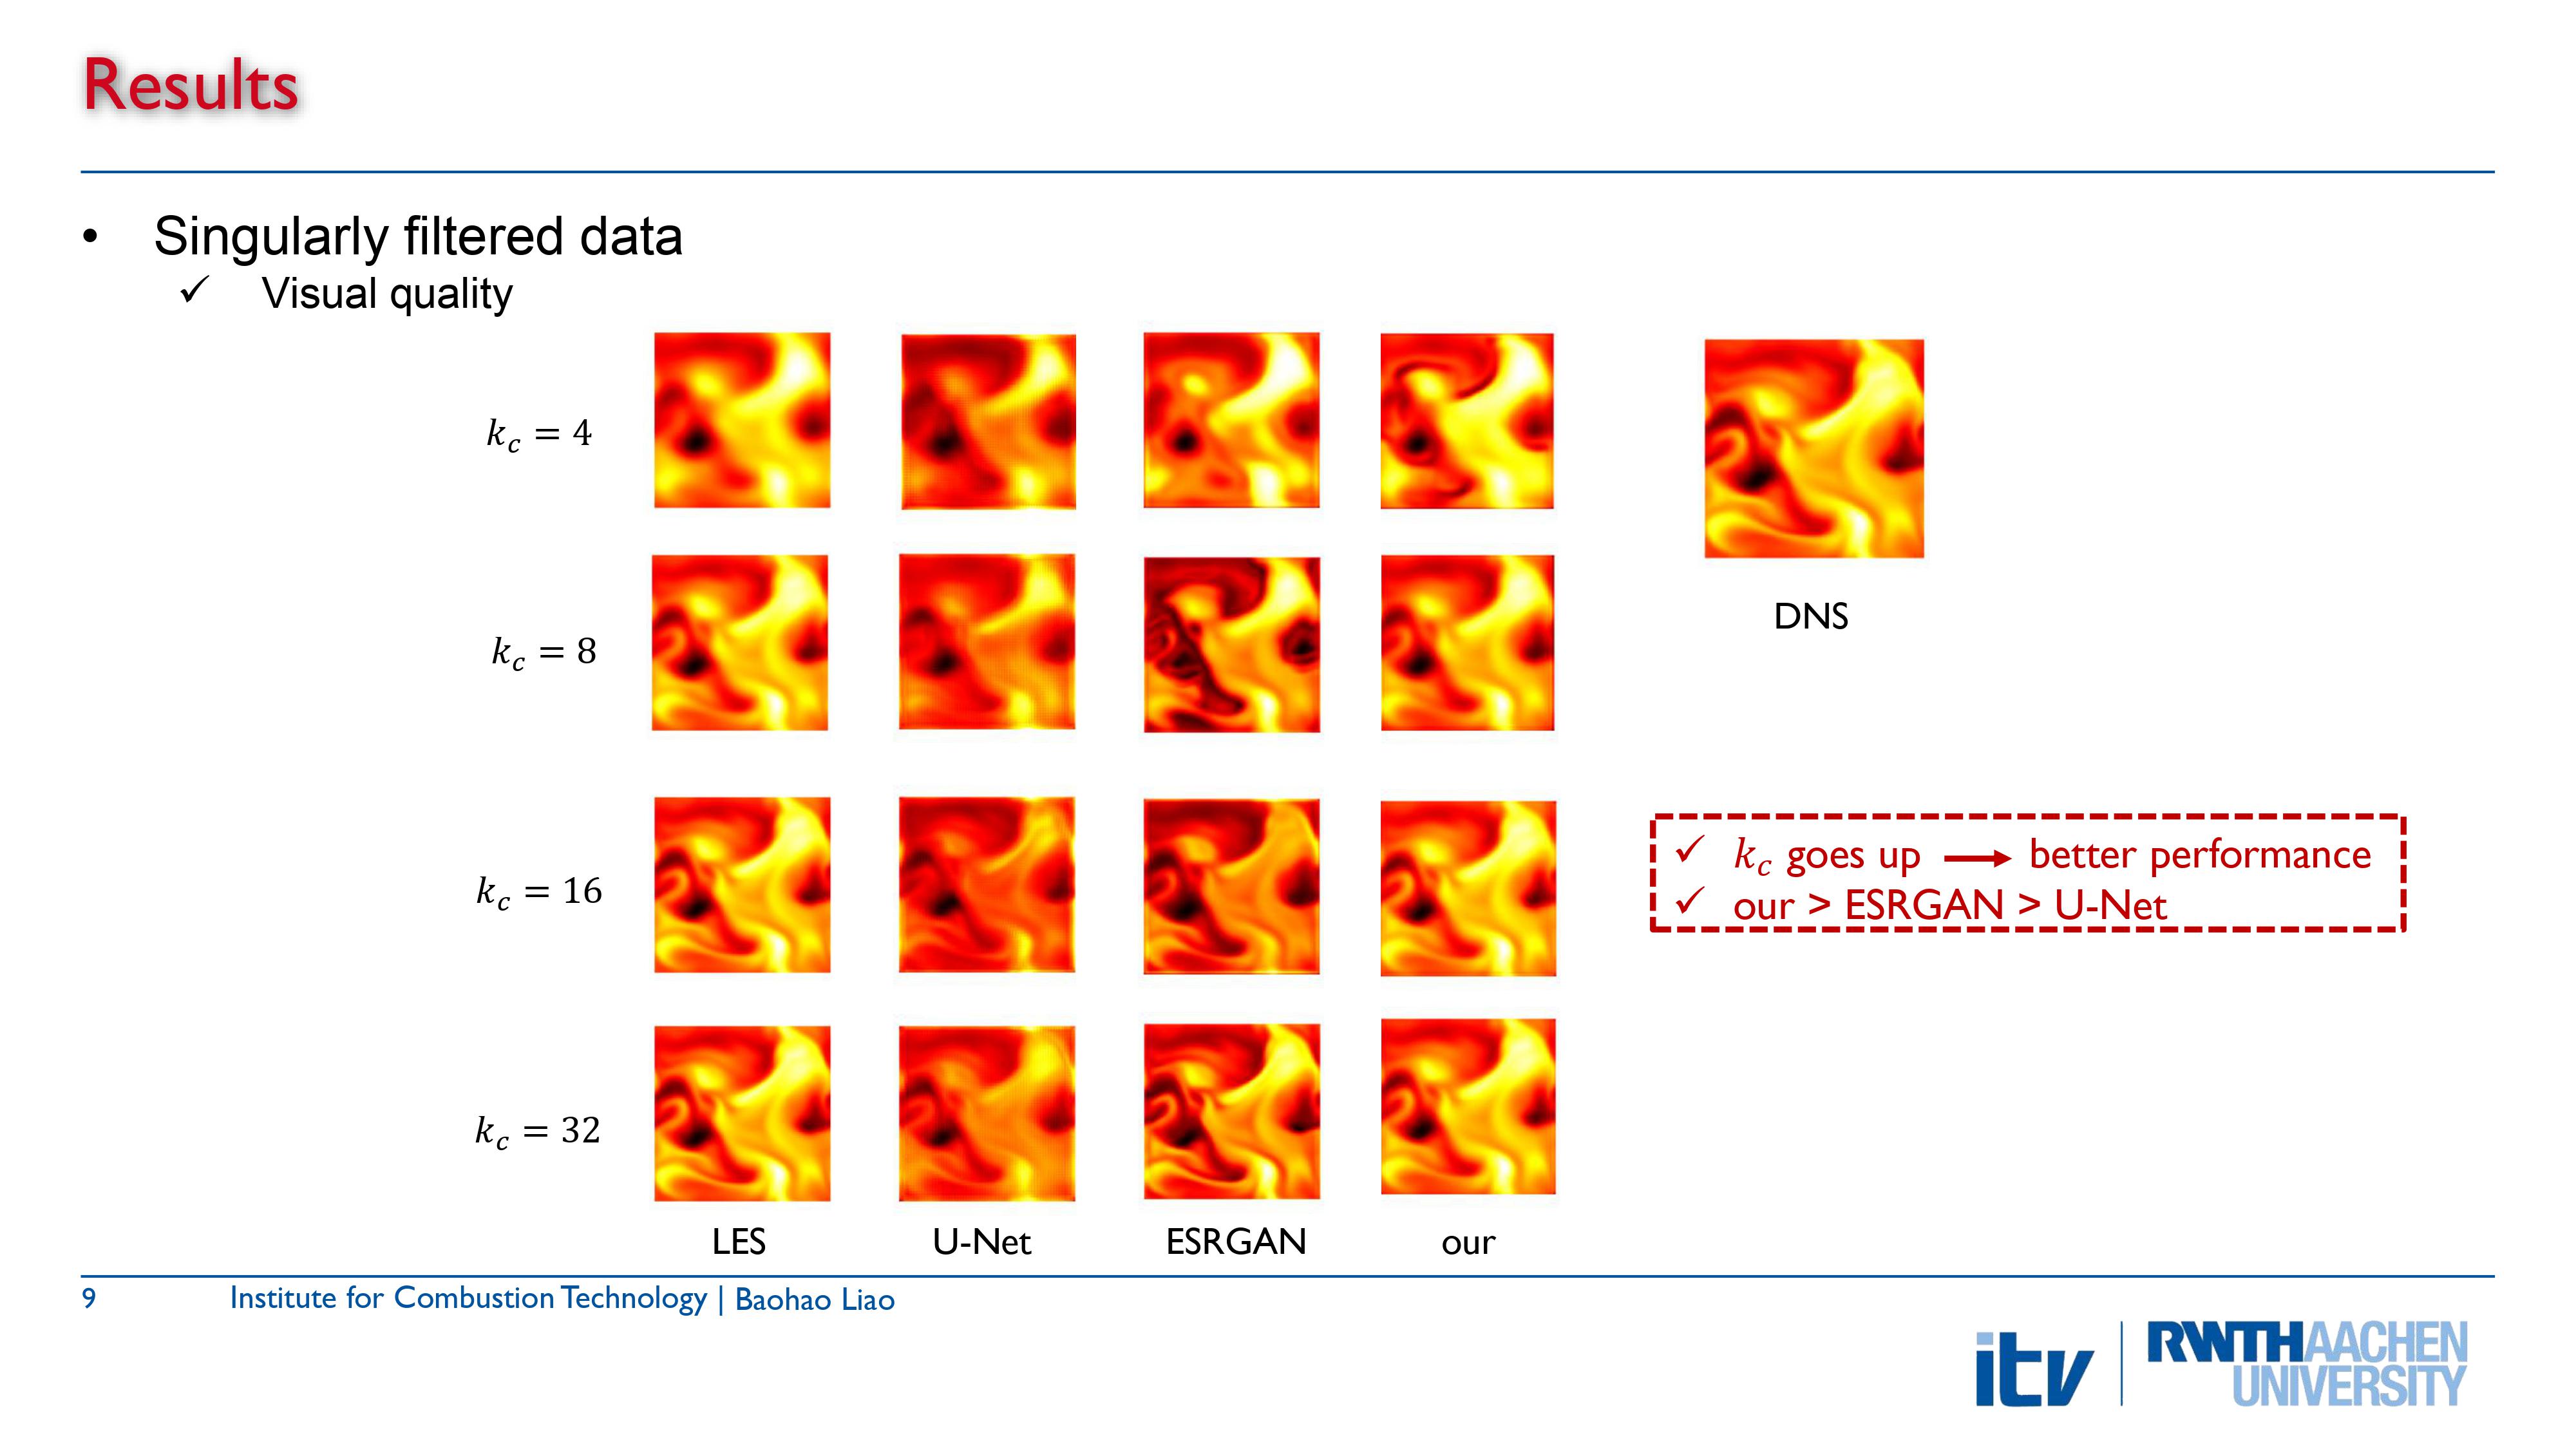 Results
• Singularly filtered data
✓ Visual quality
k_c = 4
k_c = 8
DNS
k_c = 16
✓ k_c goes up ⟶ better performance
✓ our > ESRGAN > U-Net
k_c = 32
LES U-Net ESRGAN our
9 Institute for Combustion Technology | Baohao Liao
itv RWTHAACHEN
UNIVERSITY